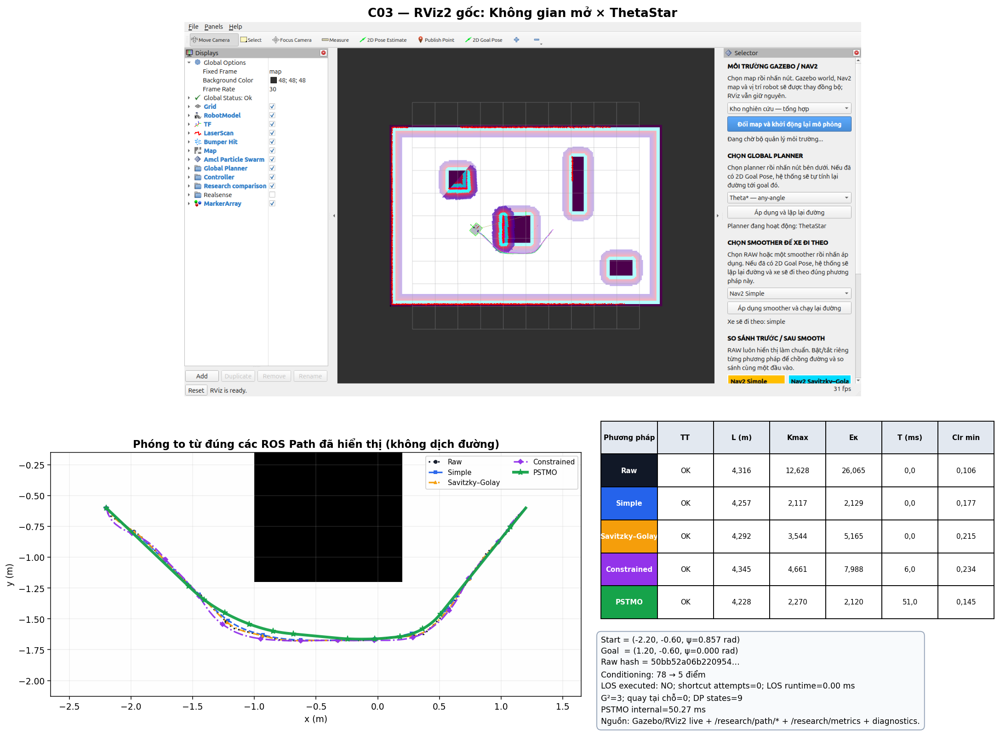 C03 — RViz2 gốc: Không gian mở × ThetaStar
File Panels Help
Move Camera Select Focus Camera Measure 2D Pose Estimate Publish Point 2D Goal Pose
Displays
Global Options
Fixed Frame map
Background Color 48; 48; 48
Frame Rate 30
Global Status: Ok
Grid
RobotModel
TF
LaserScan
Bumper Hit
Map
Amcl Particle Swarm
Global Planner
Controller
Research comparison
Realsense
MarkerArray
Add Duplicate Remove Rename
Reset RViz is ready.
31 fps
Selector
MÔI TRƯỜNG GAZEBO / NAV2
Chọn map rồi nhấn nút. Gazebo world, Nav2
map và vị trí robot sẽ được thay đồng bộ;
RViz vẫn giữ nguyên.
Kho nghiên cứu — tổng hợp
Đổi map và khởi động lại mô phỏng
Đang chờ bộ quản lý môi trường...
CHỌN GLOBAL PLANNER
Chọn planner rồi nhấn nút bên dưới. Nếu đã
có 2D Goal Pose, hệ thống sẽ tự tính lại
đường tới goal đó.
Theta* — any-angle
Áp dụng và lập lại đường
Planner đang hoạt động: ThetaStar
CHỌN SMOOTHER ĐỂ XE ĐI THEO
Chọn RAW hoặc một smoother rồi nhấn áp
dụng. Nếu đã có 2D Goal Pose, hệ thống sẽ
lập lại đường và xe sẽ đi theo đúng phương
pháp này.
Nav2 Simple
Áp dụng smoother và chạy lại đường
Xe sẽ đi theo: simple
SO SÁNH TRƯỚC / SAU SMOOTH
RAW luôn hiển thị làm chuẩn. Bật/tắt riêng
từng phương pháp để chồng đường và so
sánh cùng một đầu vào.
Nav2 Simple Nav2 Savitzky–Gola
Phóng to từ đúng các ROS Path đã hiển thị (không dịch đường)
Raw
Simple
Savitzky–Golay
Constrained
PSTMO
−0.25
−0.50
−0.75
−1.00
−1.25
−1.50
−1.75
−2.00
y (m)
−2.5 −2.0 −1.5 −1.0 −0.5 0.0 0.5 1.0 1.5
x (m)
Phương pháp TT L (m) Kmax Eκ T (ms) Clr min
Raw OK 4,316 12,628 26,065 0,0 0,106
Simple OK 4,257 2,117 2,129 0,0 0,177
Savitzky–Golay OK 4,292 3,544 5,165 0,0 0,215
Constrained OK 4,345 4,661 7,988 6,0 0,234
PSTMO OK 4,228 2,270 2,120 51,0 0,145
Start = (-2.20, -0.60, ψ=0.857 rad)
Goal = (1.20, -0.60, ψ=0.000 rad)
Raw hash = 50bb52a06b220954…
Conditioning: 78 → 5 điểm
LOS executed: NO; shortcut attempts=0; LOS runtime=0.00 ms
G²=3; quay tại chỗ=0; DP states=9
PSTMO internal=50.27 ms
Nguồn: Gazebo/RViz2 live + /research/path/* + /research/metrics + diagnostics.